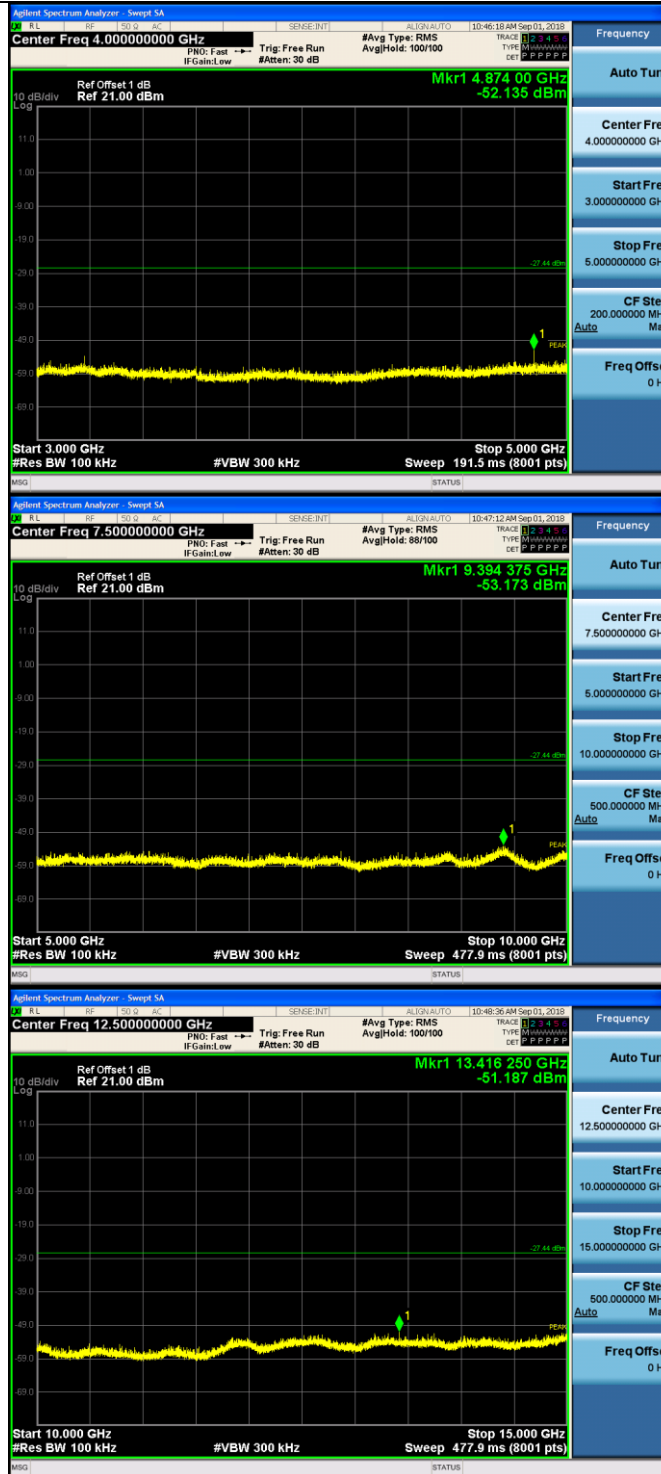 Agilent Spectrum Analyzer - Swept SA
RL RF 50 Ω AC SENSE:INT ALIGNAUTO 10:46:18 AM Sep 01, 2018
Center Freq 4.000000000 GHz #Avg Type: RMS TRACE 1 2 3 4 5 6 Frequency
PNO: Fast Trig: Free Run Avg|Hold: 100/100 TYPE M
IFGain:Low #Atten: 30 dB DET P P P P P P
Auto Tun
Mkr1 4.874 00 GHz
Ref Offset 1 dB
10 dB/div Ref 21.00 dBm -52.135 dBm
Log
Center Fre
11.0
4.000000000 GH
1.00
Start Fre
-9.00
3.000000000 GH
-19.0
Stop Fre
-27.44 dBm
5.000000000 GH
-29.0
CF Ste
-39.0
200.000000 MH
Auto Ma
-49.0
1
PEAK
Freq Offs
-59.0
0 H
-69.0
Start 3.000 GHz Stop 5.000 GHz
#Res BW 100 kHz #VBW 300 kHz Sweep 191.5 ms (8001 pts)
MSG STATUS
Agilent Spectrum Analyzer - Swept SA
RL RF 50 Ω AC SENSE:INT ALIGNAUTO 10:47:12 AM Sep 01, 2018
Center Freq 7.500000000 GHz #Avg Type: RMS TRACE 1 2 3 4 5 6 Frequency
PNO: Fast Trig: Free Run Avg|Hold: 88/100 TYPE M
IFGain:Low #Atten: 30 dB DET P P P P P P
Auto Tun
Mkr1 9.394 375 GHz
Ref Offset 1 dB
10 dB/div Ref 21.00 dBm -53.173 dBm
Log
Center Fre
11.0
7.500000000 GH
1.00
Start Fre
-9.00
5.000000000 GH
-19.0
Stop Fre
-27.44 dBm
10.000000000 GH
-29.0
CF Ste
-39.0
500.000000 MH
Auto Ma
-49.0
1
PEAK
Freq Offs
-59.0
0 H
-69.0
Start 5.000 GHz Stop 10.000 GHz
#Res BW 100 kHz #VBW 300 kHz Sweep 477.9 ms (8001 pts)
MSG STATUS
Agilent Spectrum Analyzer - Swept SA
RL RF 50 Ω AC SENSE:INT ALIGNAUTO 10:48:36 AM Sep 01, 2018
Center Freq 12.500000000 GHz #Avg Type: RMS TRACE 1 2 3 4 5 6 Frequency
PNO: Fast Trig: Free Run Avg|Hold: 100/100 TYPE M
IFGain:Low #Atten: 30 dB DET P P P P P P
Auto Tun
Mkr1 13.416 250 GHz
Ref Offset 1 dB
10 dB/div Ref 21.00 dBm -51.187 dBm
Log
Center Fre
11.0
12.500000000 GH
1.00
Start Fre
-9.00
10.000000000 GH
-19.0
Stop Fre
-27.44 dBm
15.000000000 GH
-29.0
CF Ste
-39.0
500.000000 MH
Auto Ma
-49.0
1
PEAK
Freq Offs
-59.0
0 H
-69.0
Start 10.000 GHz Stop 15.000 GHz
#Res BW 100 kHz #VBW 300 kHz Sweep 477.9 ms (8001 pts)
MSG STATUS